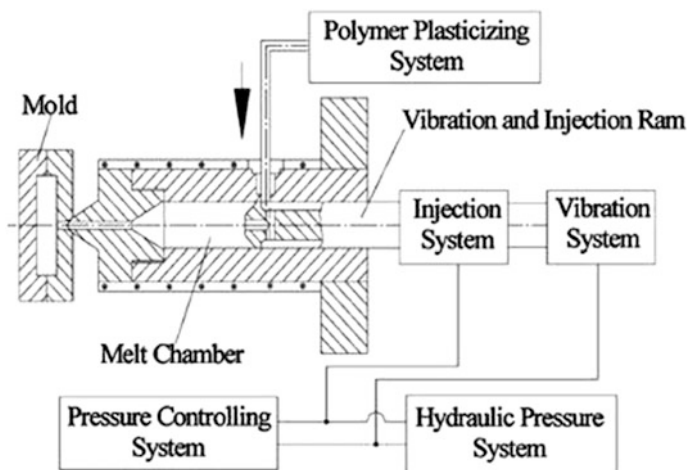 Polymer Plasticizing
System
Mold
Vibration and Injection Ram
Injection
System
Vibration
System
Melt Chamber
Pressure Controlling
System
Hydraulic Pressure
System